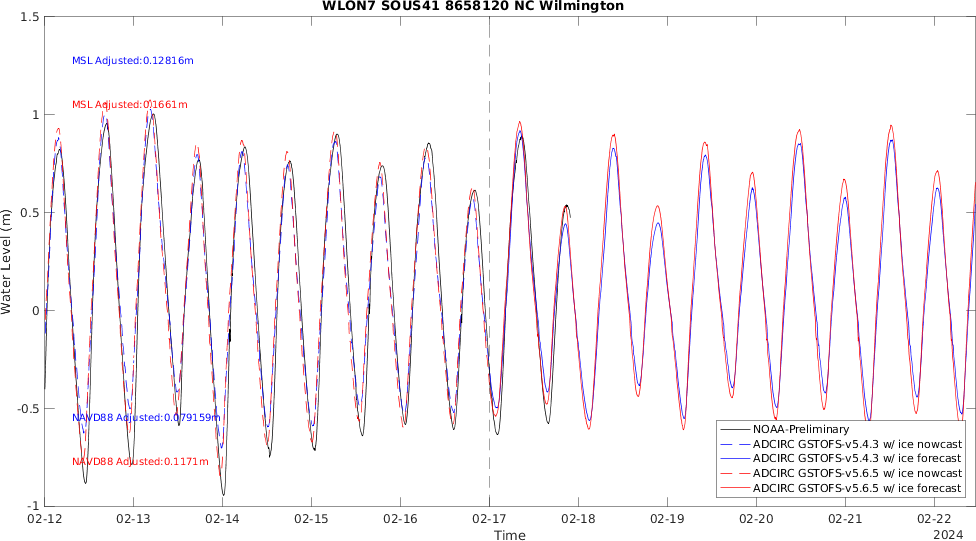 WLON7 SOUS41 8658120 NC Wilmington
1.5
1
0.5
0
-0.5
-1
Water Level (m)
MSL Adjusted:0.12816m
MSL Adjusted:0.1661m
NAVD88 Adjusted:0.079159m
NAVD88 Adjusted:0.1171m
NOAA-Preliminary
ADCIRC GSTOFS-v5.4.3 w/ ice nowcast
ADCIRC GSTOFS-v5.4.3 w/ ice forecast
ADCIRC GSTOFS-v5.6.5 w/ ice nowcast
ADCIRC GSTOFS-v5.6.5 w/ ice forecast
02-12 02-13 02-14 02-15 02-16 02-17 02-18 02-19 02-20 02-21 02-22
Time
2024